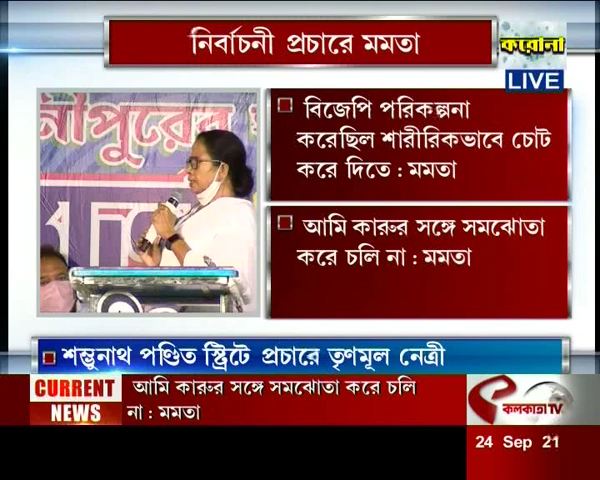 নির্বাচনী প্রচারে মমতা
করোনা
LIVE
নীপুরের
বিজেপি পরিকল্পনা
করেছিল শারীরিকভাবে চোট
করে দিতে : মমতা
আমি কারুর সঙ্গে সমঝোতা
করে চলি না : মমতা
শম্ভুনাথ পণ্ডিত স্ট্রিটে প্রচারে তৃণমূল নেত্রী
CURRENT
NEWS
আমি কারুর সঙ্গে সমঝোতা করে চলি
না : মমতা
কলকাতা TV
24 Sep 21